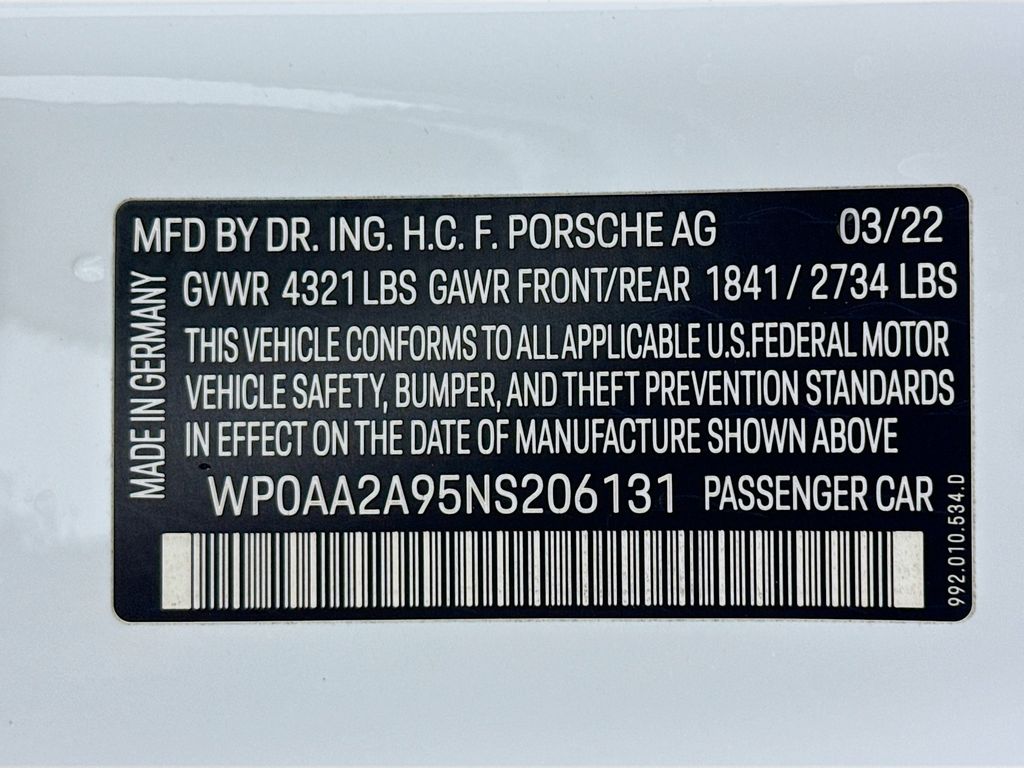 MFD BY DR. ING. H.C. F. PORSCHE AG 03/22
GVWR 4321 LBS GAWR FRONT/REAR 1841 / 2734 LBS
THIS VEHICLE CONFORMS TO ALL APPLICABLE U.S.FEDERAL MOTOR
VEHICLE SAFETY, BUMPER, AND THEFT PREVENTION STANDARDS
IN EFFECT ON THE DATE OF MANUFACTURE SHOWN ABOVE
WP0AA2A95NS206131 PASSENGER CAR
MADE IN GERMANY
992.010.534.D